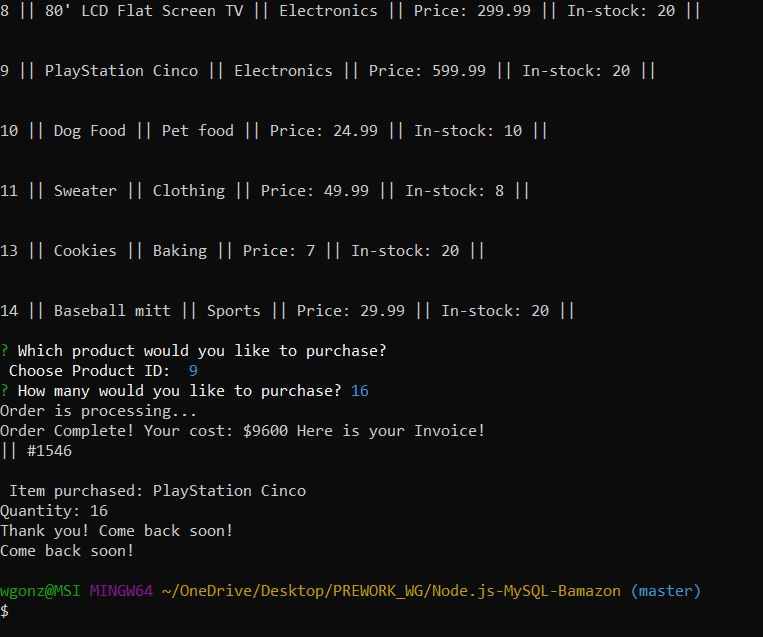 8 || 80' LCD Flat Screen TV || Electronics || Price: 299.99 || In-stock: 20 ||
9 || PlayStation Cinco || Electronics || Price: 599.99 || In-stock: 20 ||
10 || Dog Food || Pet food || Price: 24.99 || In-stock: 10 ||
11 || Sweater || Clothing || Price: 49.99 || In-stock: 8 ||
13 || Cookies || Baking || Price: 7 || In-stock: 20 ||
14 || Baseball mitt || Sports || Price: 29.99 || In-stock: 20 ||
? Which product would you like to purchase?
Choose Product ID:  9
? How many would you like to purchase? 16
Order is processing...
Order Complete! Your cost: $9600 Here is your Invoice!
|| #1546
Item purchased: PlayStation Cinco
Quantity: 16
Thank you! Come back soon!
Come back soon!
wgonz@MSI MINGW64 ~/OneDrive/Desktop/PREWORK_WG/Node.js-MySQL-Bamazon (master)
$